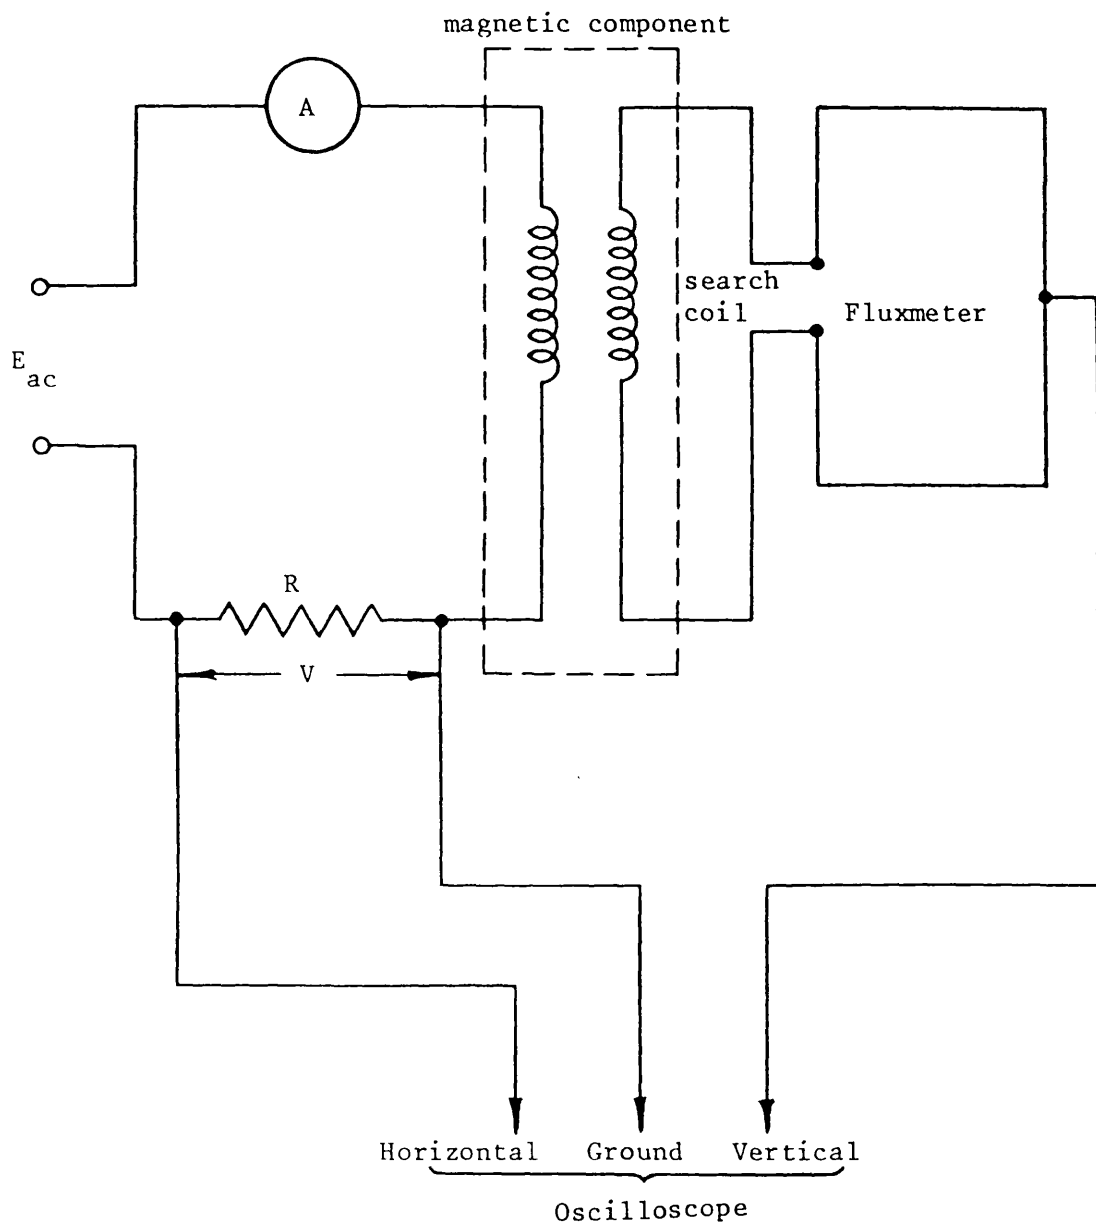 magnetic component
A
search
coil
Fluxmeter
E ac
R
V
Horizontal Ground Vertical
Oscilloscope